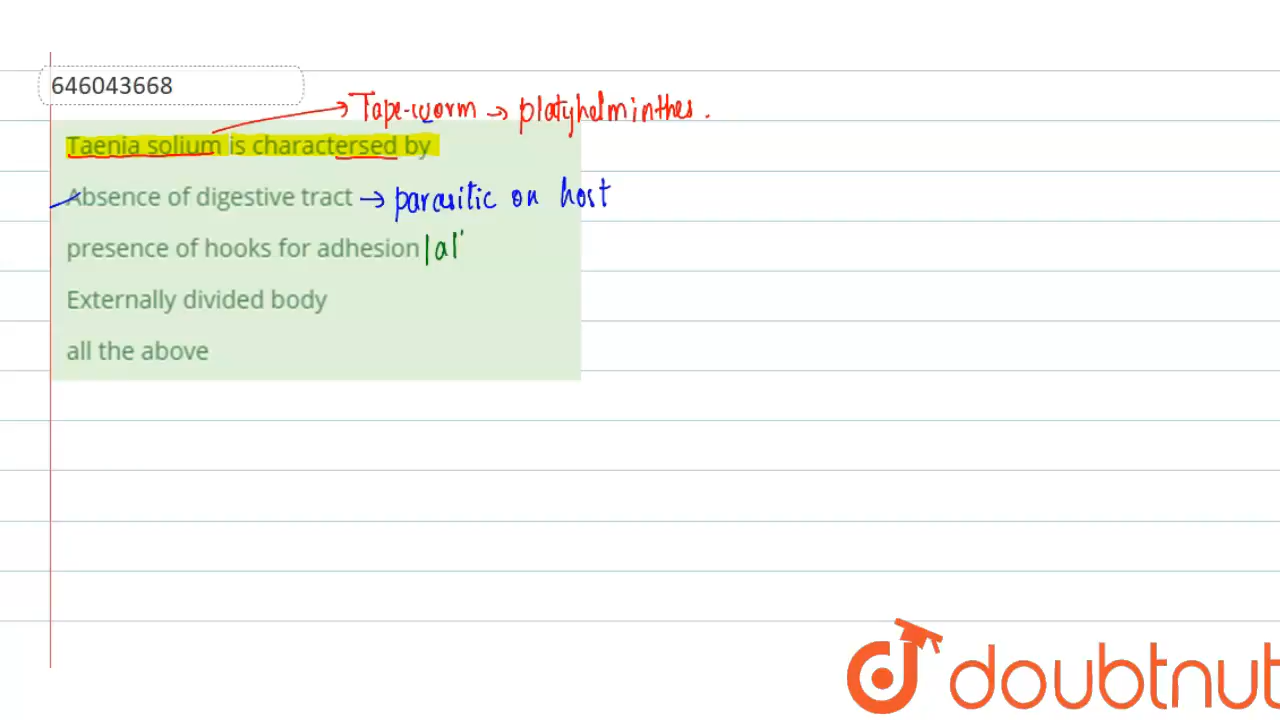 646043668
Tape-worm → platyhelminthes.
Taenia solium is charactersed by
Absence of digestive tract → parasitic on host
presence of hooks for adhesion
Externally divided body
all the above
doubtnut